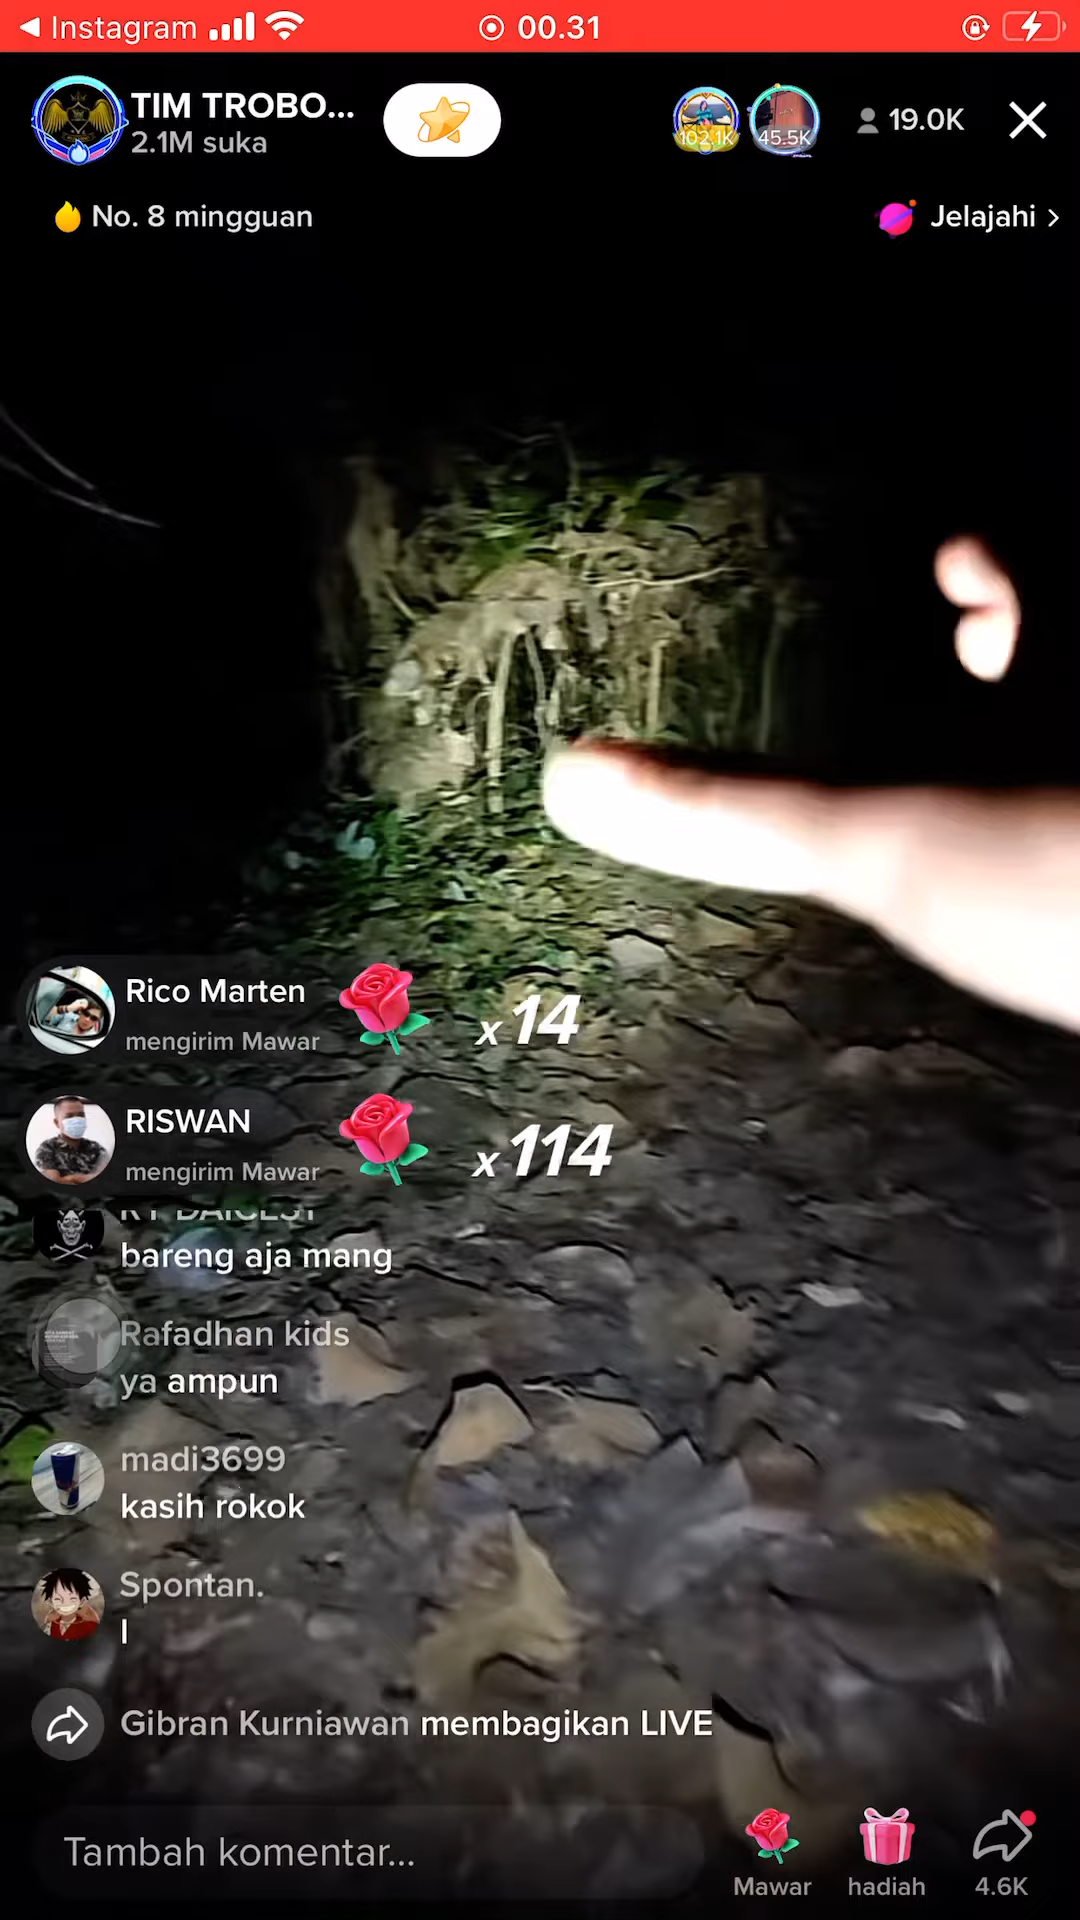 Instagram
00.31
TIM TROBO...
2.1M suka
102.1K
45.5K
19.0K
No. 8 mingguan
Jelajahi
Rico Marten
mengirim Mawar
x14
RISWAN
mengirim Mawar
x114
bareng aja mang
Rafadhan kids
ya ampun
madi3699
kasih rokok
Spontan.
l
Gibran Kurniawan membagikan LIVE
Tambah komentar...
Mawar
hadiah
4.6K